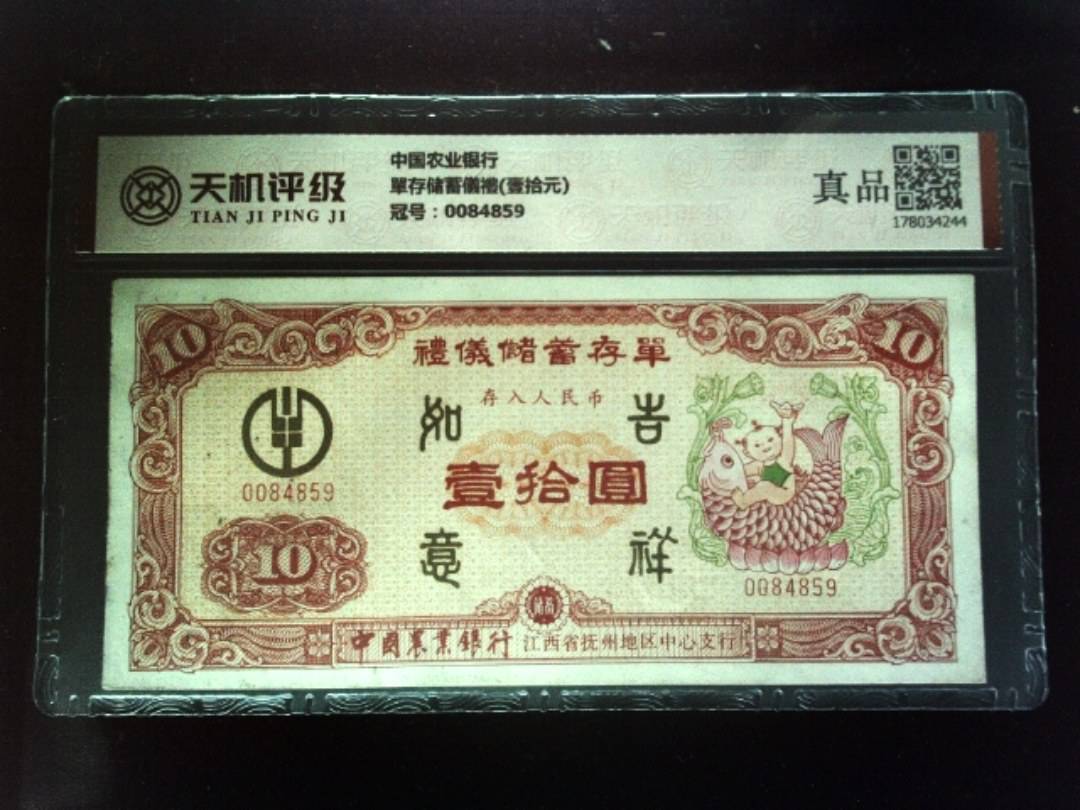 天机评级
TIAN JI PING JI
中国农业银行
單存储蓄儀禮(壹拾元)
冠号：0084859
真品
178034244
10
10
禮儀儲蓄存單
存入人民币
如
吉
壹拾圓
意
祥
0084859
10
0084859
中國農業銀行 江西省抚州地区中心支行